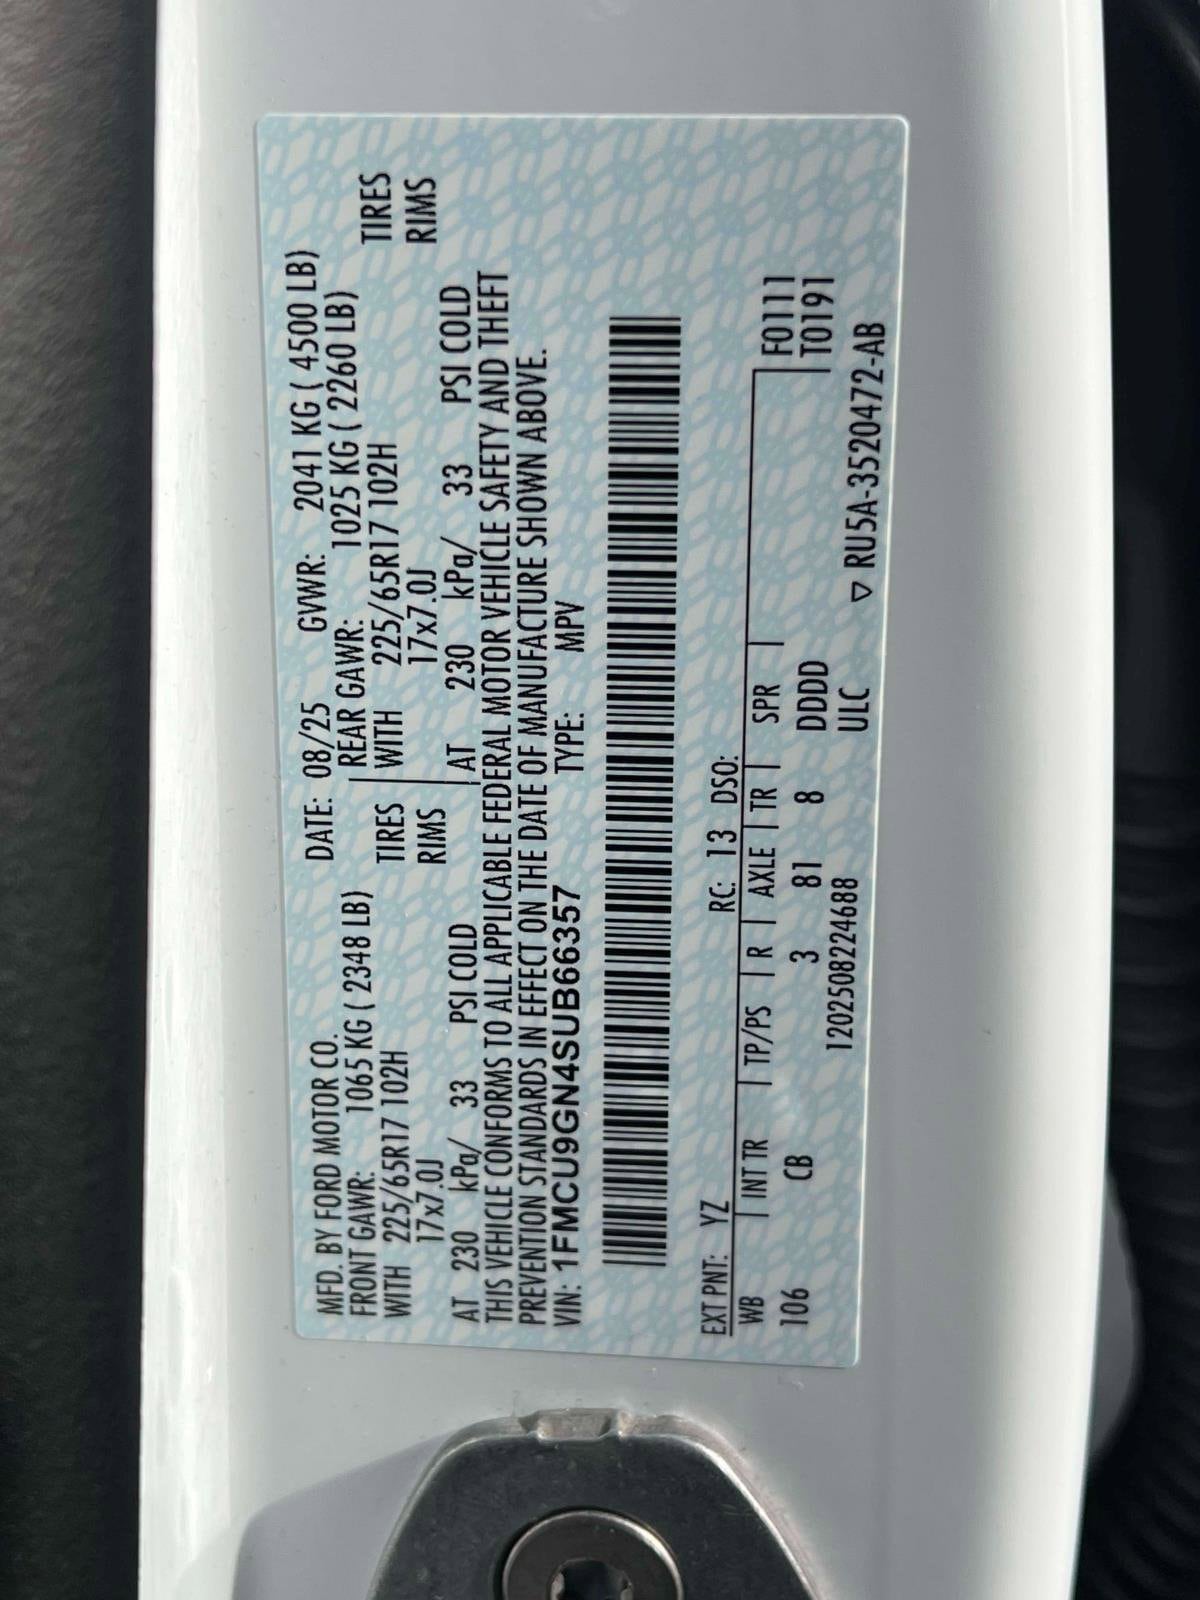 MFD. BY FORD MOTOR CO. DATE: 08/25 GVWR: 2041 KG ( 4500 LB)
FRONT GAWR: 1065 KG ( 2348 LB) REAR GAWR: 1025 KG ( 2260 LB)
WITH 225/65R17 102H TIRES WITH 225/65R17 102H TIRES
17x7.0J RIMS 17x7.0J RIMS
AT 230 kPa/ 33 PSI COLD AT 230 kPa/ 33 PSI COLD
THIS VEHICLE CONFORMS TO ALL APPLICABLE FEDERAL MOTOR VEHICLE SAFETY AND THEFT
PREVENTION STANDARDS IN EFFECT ON THE DATE OF MANUFACTURE SHOWN ABOVE.
VIN: 1FMCU9GN4SUB66357 TYPE: MPV
EXT PNT: YZ RC: 13 DSO:
WB INT TR TP/PS R AXLE TR SPR F0111
106 CB 3 81 8 DDDD T0191
1202508224688 ULC ▽ RU5A-3520472-AB